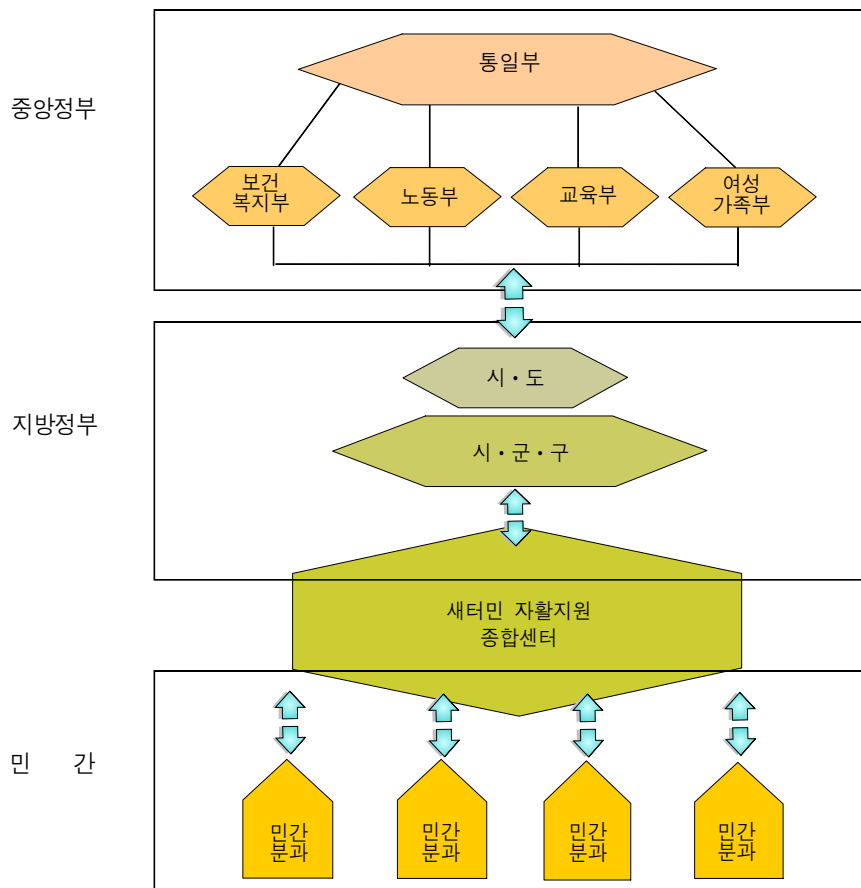 중앙정부
통일부
보건
복지부
노동부
교육부
여성
가족부
지방정부
시・도
시・군・구
새터민 자활지원
종합센터
민 간
민간
분과
민간
분과
민간
분과
민간
분과